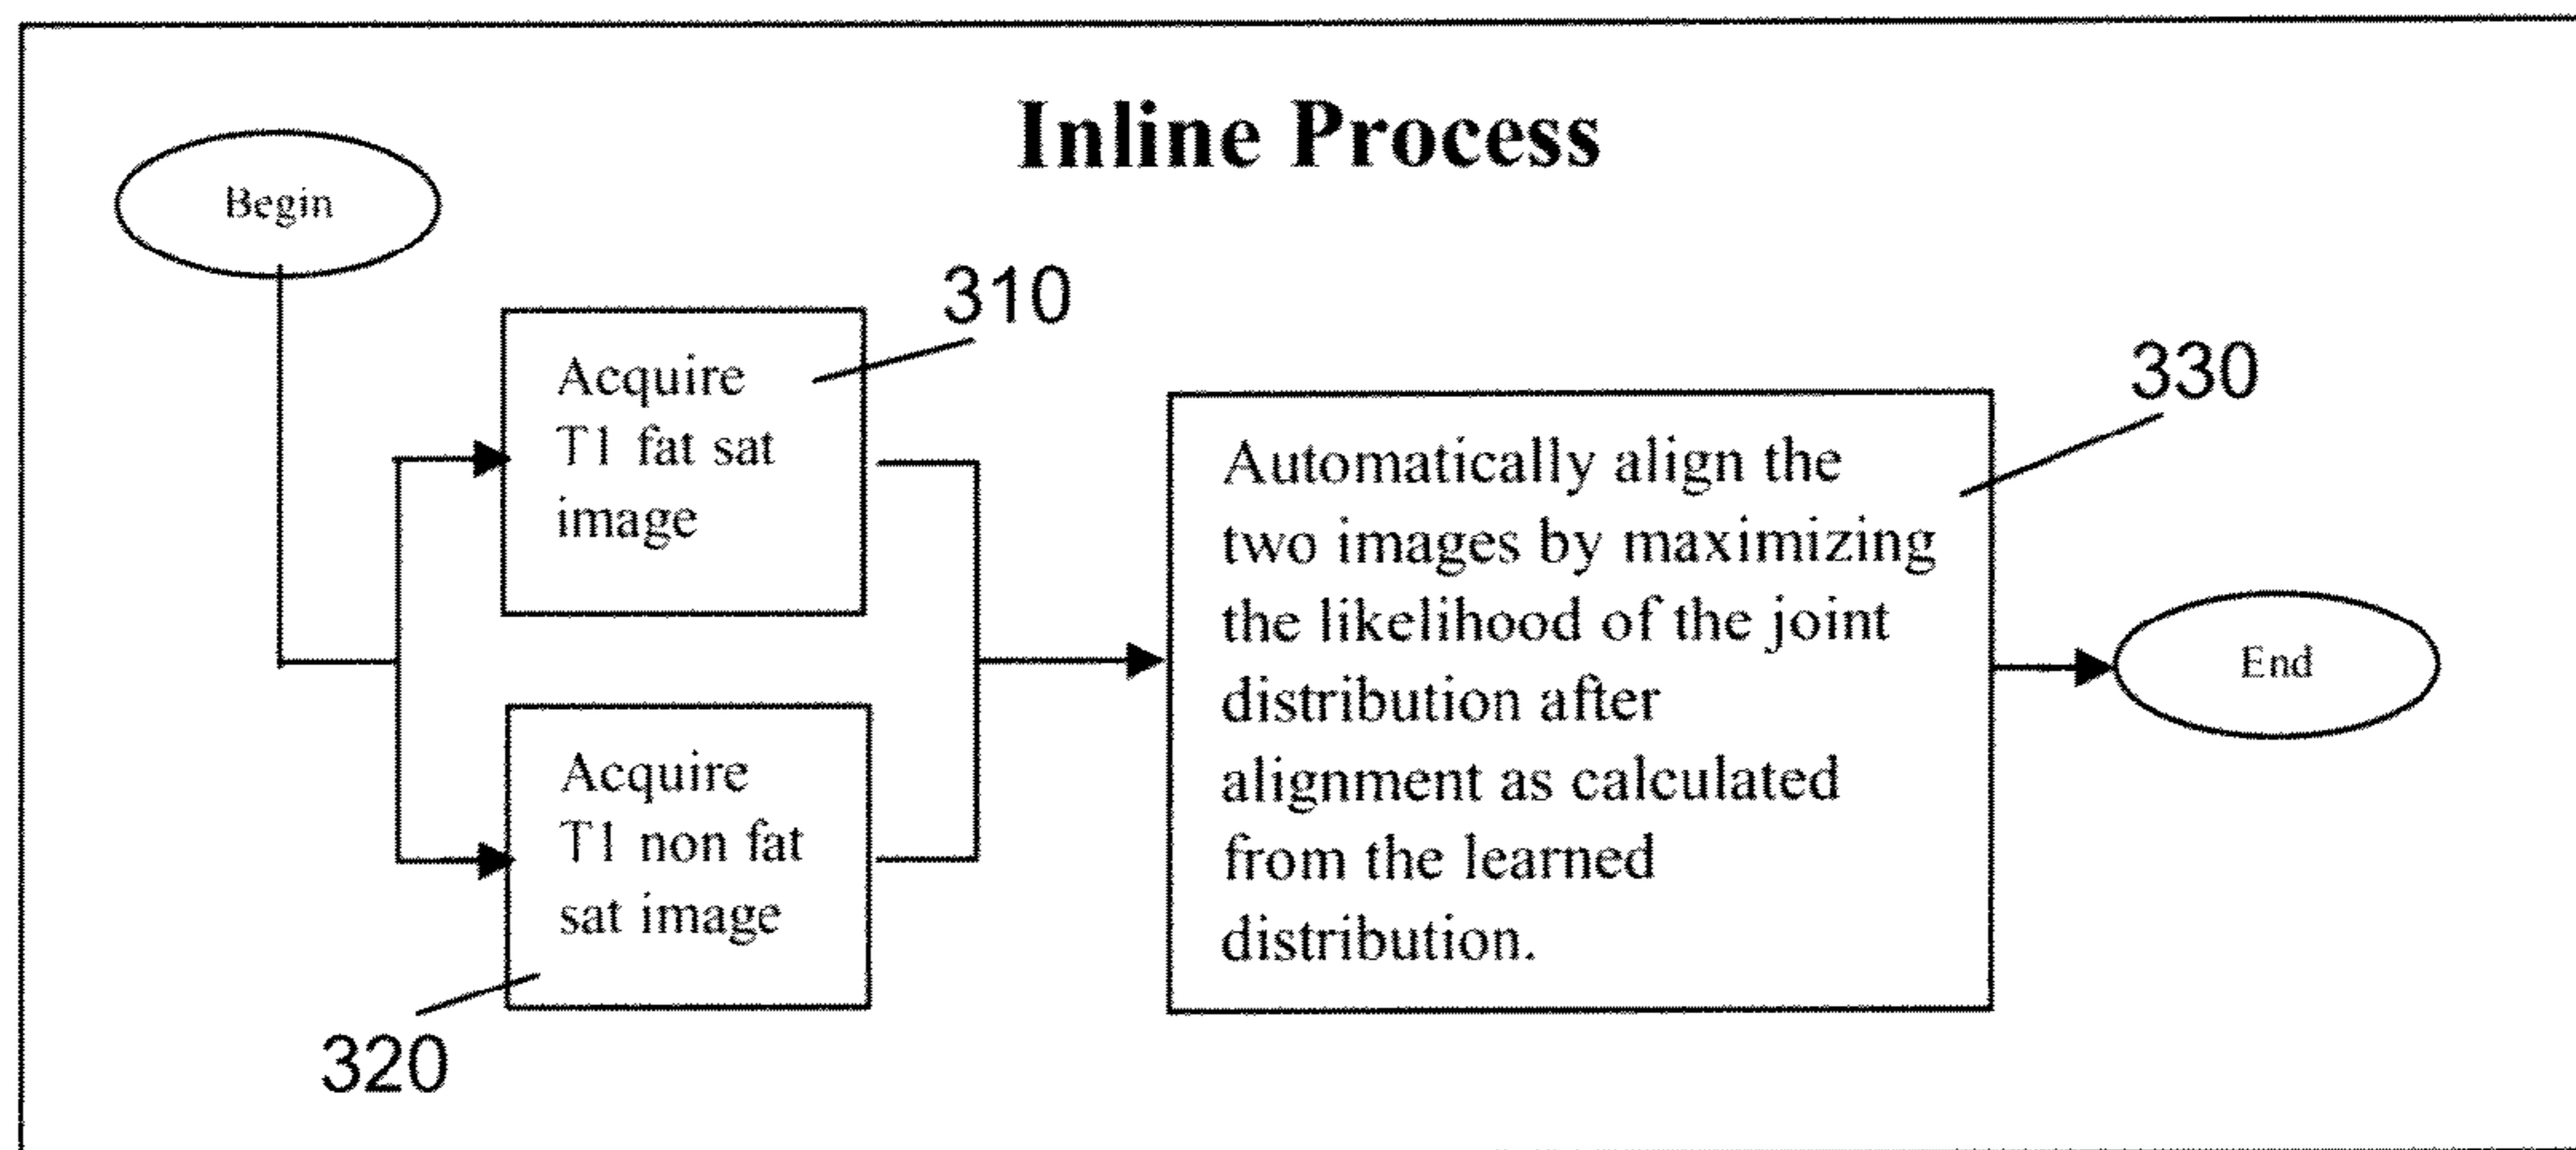 Inline Process
Begin
310
Acquire
T1 fat sat
image
320
Acquire
T1 non fat
sat image
330
Automatically align the
two images by maximizing
the likelihood of the joint
distribution after
alignment as calculated
from the learned
distribution.
End